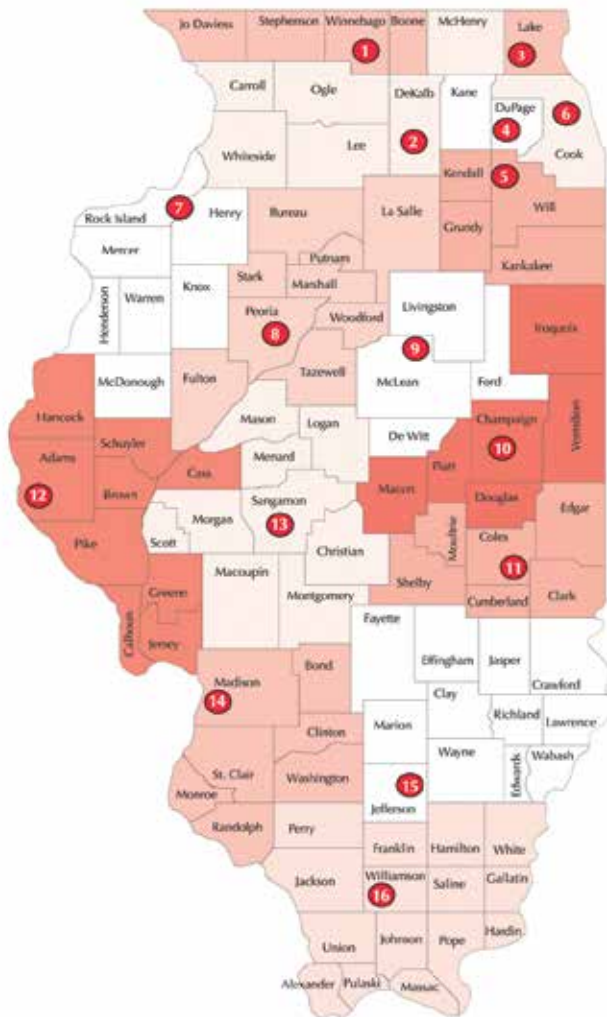 Jo Daviess
Stephenson
Winnebago
Boone
McHenry
Lake
1
3
Carroll
Ogle
DeKalb
Kane
DuPage
6
4
2
Cook
Whiteside
Lee
Kendall
5
7
Rock Island
Henry
Bureau
La Salle
Will
Grundy
Mercer
Putnam
Kankakee
Stark
Marshall
Knox
Henderson
Warren
Peoria
Livingston
Woodford
8
9
Iroquois
Tazewell
McLean
Ford
McDonough
Fulton
Hancock
Mason
Logan
Champaign
De Witt
Vermilion
Schuyler
Adams
Menard
10
Piatt
Cass
12
Brown
Macon
Douglas
Sangamon
13
Edgar
Morgan
Moultrie
Coles
Pike
Scott
Christian
11
Macoupin
Shelby
Greene
Montgomery
Cumberland
Clark
Calhoun
Fayette
Jersey
Effingham
Jasper
Bond
Madison
Crawford
14
Clay
Marion
Richland
Lawrence
Clinton
Wayne
Edwards
Wabash
St. Clair
Washington
15
Monroe
Jefferson
Randolph
Perry
Franklin
Hamilton
White
Jackson
Williamson
Saline
Gallatin
16
Union
Johnson
Pope
Hardin
Alexander
Pulaski
Massac